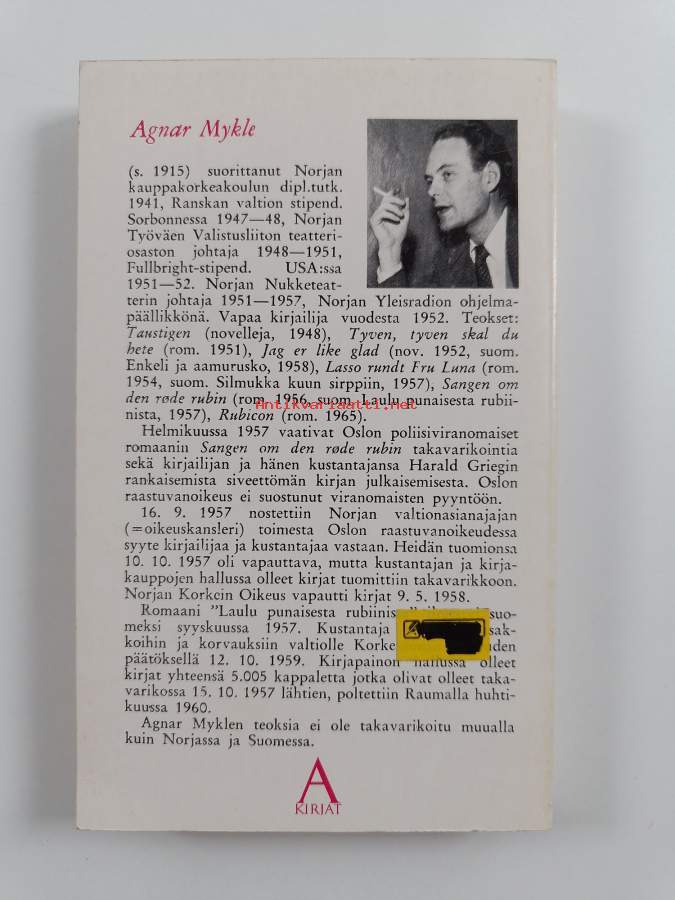 Agnar Mykle
(s. 1915) suorittanut Norjan
kauppakorkeakoulun dipl.tutk.
1941, Ranskan valtion stipend.
Sorbonnessa 1947—48, Norjan
Työväen Valistusliiton teatteri-
osaston johtaja 1948—1951,
Fullbright-stipend. USA:ssa
1951—52. Norjan Nukketeat-
terin johtaja 1951—1957, Norjan Yleisradion ohjelma-
päällikkönä. Vapaa kirjailija vuodesta 1952. Teokset:
Taustigen (novelleja, 1948), Tyven, tyven skal du
hete (rom. 1951), Jag er like glad (nov. 1952, suom.
Enkeli ja aamurusko, 1958), Lasso rundt Fru Luna (rom.
1954, suom. Silmukka kuun sirppiin, 1957), Sangen om
den røde rubin (rom. 1956, suom. Laulu punaisesta rubii-
nista, 1957), Rubicon (rom. 1965).
Antikvariaatti.net
Helmikuussa 1957 vaativat Oslon poliisiviranomaiset
romaanin Sangen om den røde rubin takavarikointia
sekä kirjailijan ja hänen kustantajansa Harald Griegin
rankaisemista siveettömän kirjan julkaisemisesta. Oslon
raastuvanoikeus ei suostunut viranomaisten pyyntöön.
16. 9. 1957 nostettiin Norjan valtionasianajajan
(=oikeuskansleri) toimesta Oslon raastuvanoikeudessa
syyte kirjailijaa ja kustantajaa vastaan. Heidän tuomionsa
10. 10. 1957 oli vapauttava, mutta kustantajan ja kirja-
kauppojen hallussa olleet kirjat tuomittiin takavarikkoon.
Norjan Korkein Oikeus vapautti kirjat 9. 5. 1958.
Romaani ”Laulu punaisesta suo-
meksi syyskuussa 1957. Kustantaja sak-
koihin ja korvauksiin valtiolle
päätöksellä 12. 10. 1959. Kirjapainon hallussa olleet
kirjat yhteensä 5.005 kappaletta jotka olivat olleet taka-
varikossa 15. 10. 1957 lähtien, poltettiin Raumalla huhti-
kuussa 1960.
Agnar Myklen teoksia ei ole takavarikoitu muualla
kuin Norjassa ja Suomessa.
A
KIRJAT